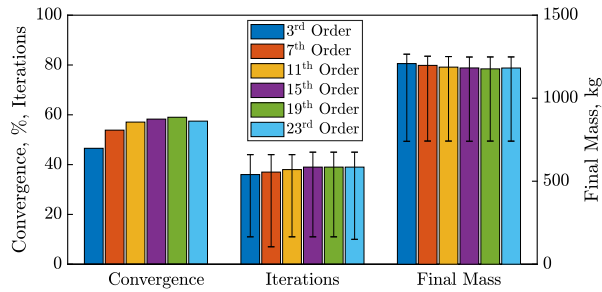 Convergence, %, Iterations
100
80
60
40
20
0
3rd Order
7th Order
11th Order
15th Order
19th Order
23rd Order
1500
1000
500
0
Final Mass, kg
Convergence
Iterations
Final Mass